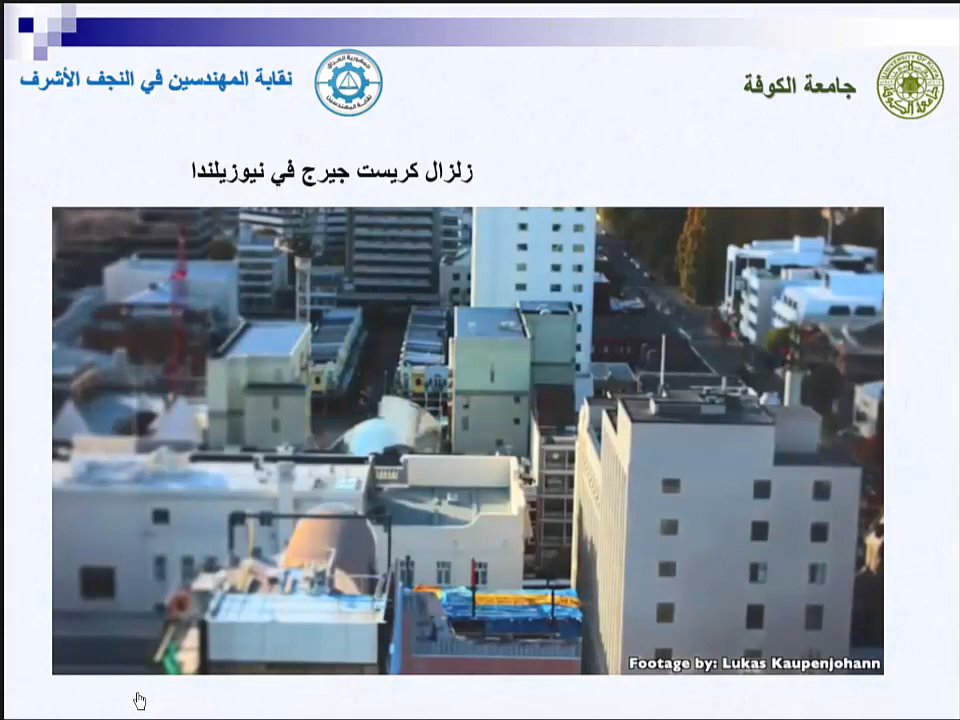 جامعة الكوفة
نقابة المهندسين في النجف الأشرف
زلزال كريست جيرج في نيوزيلندا
Footage by: Lukas Kaupenjohann